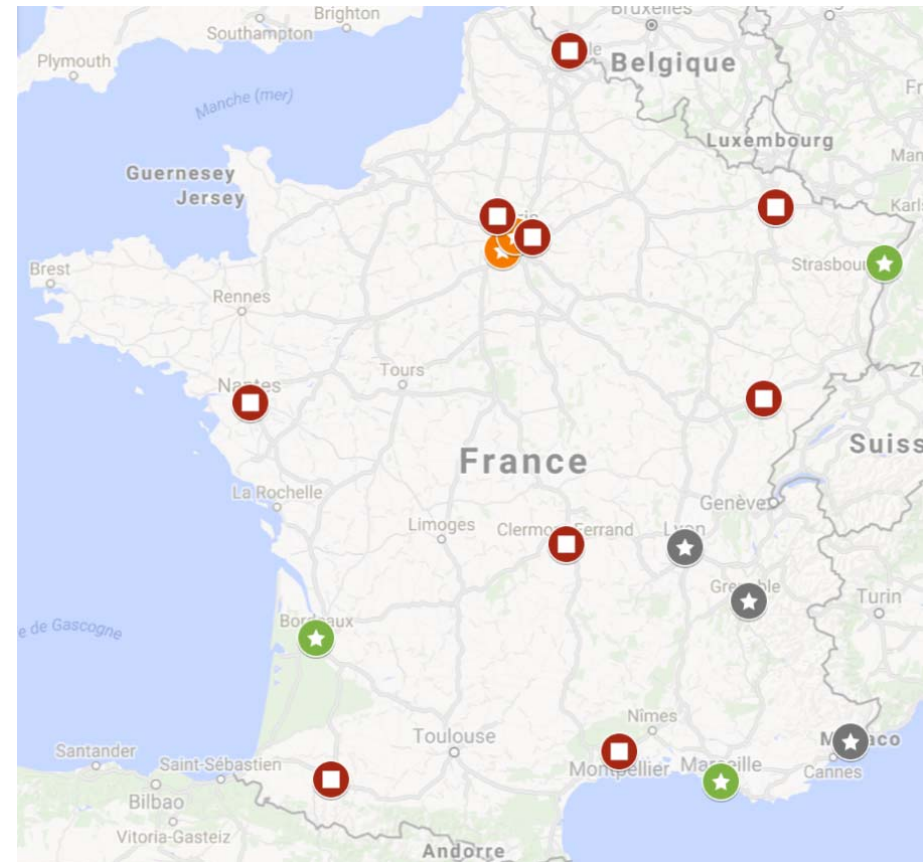 Brighton
Southampton
Plymouth
Bruxelles
Belgique
Manche (mer)
Luxembourg
Guernesey
Jersey
Brest
Rennes
Strasbou
Tours
Nantes
France
Suiss
La Rochelle
Genève
Limoges
Clermont-Ferrand
Lyon
Grenoble
Turin
e de Gascogne
Bordeaux
Nîmes
Toulouse
Monaco
Santander
Saint-Sébastien
Montpellier
Marseille
Cannes
Bilbao
Vitoria-Gasteiz
Andorre